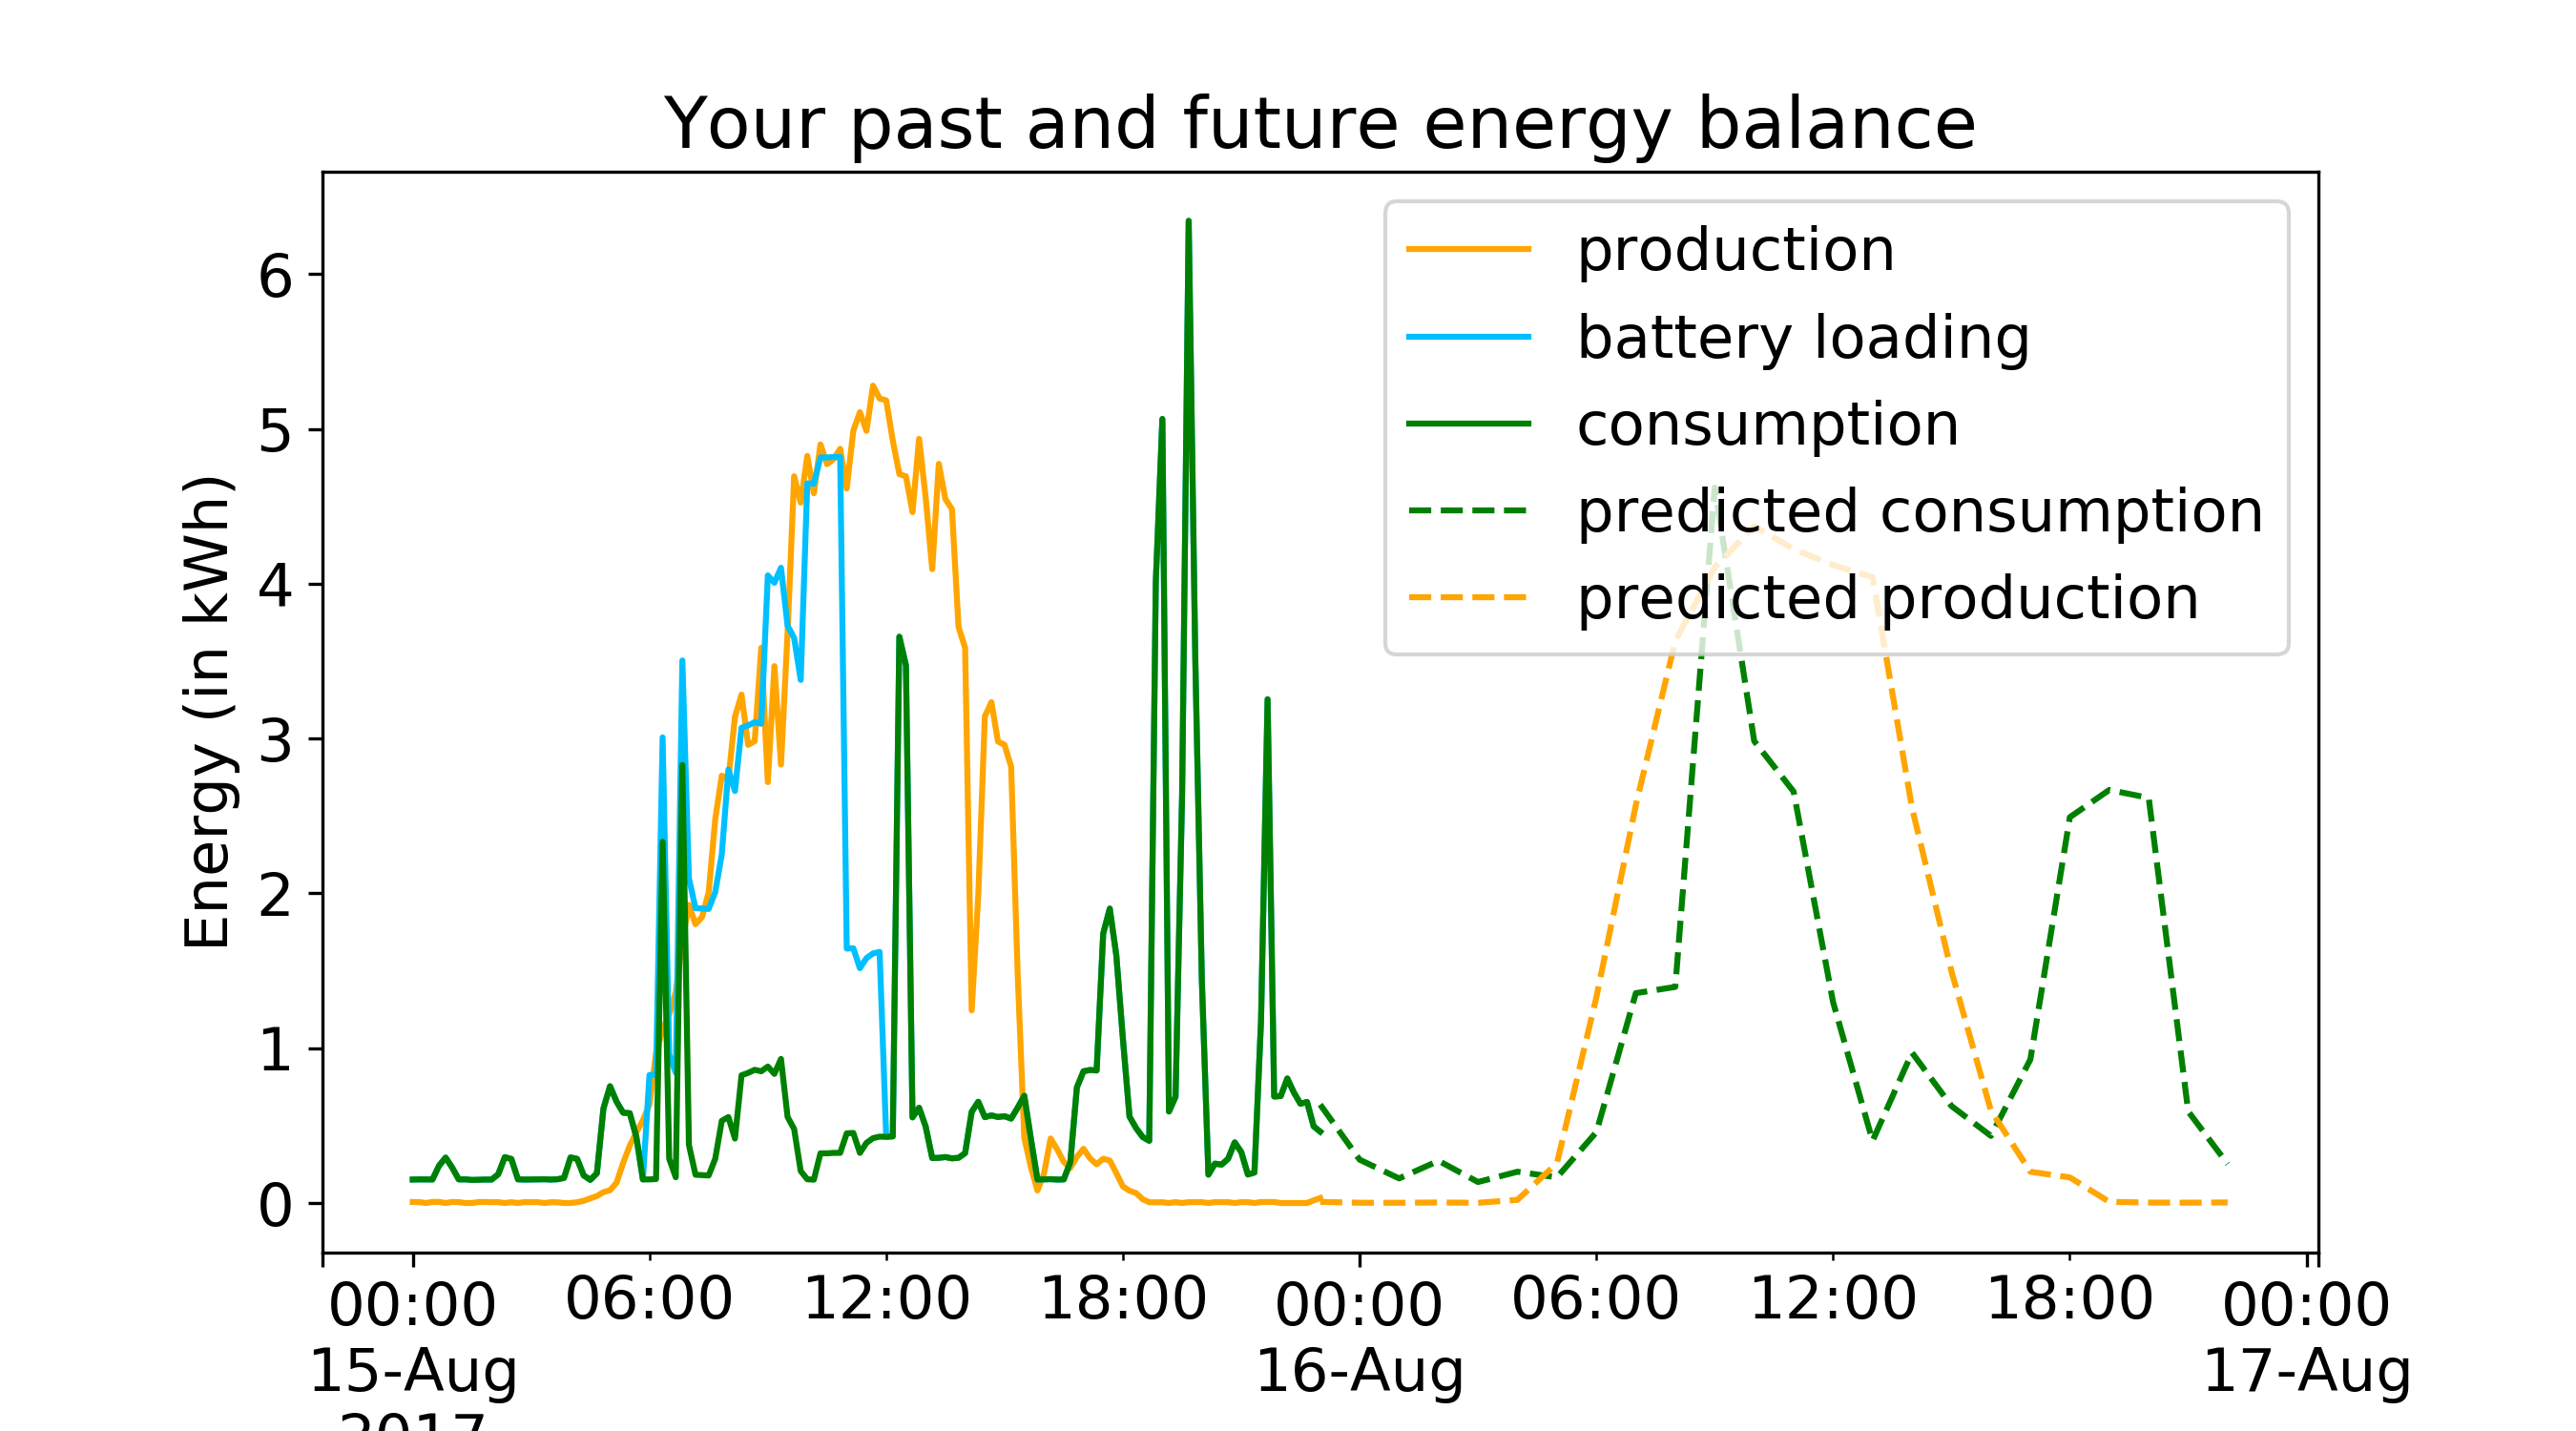 Your past and future energy balance
Energy (in kWh)
6
5
4
3
2
1
0
production
battery loading
consumption
predicted consumption
predicted production
00:00 06:00 12:00 18:00 00:00 06:00 12:00 18:00 00:00
15-Aug 16-Aug 17-Aug
2017